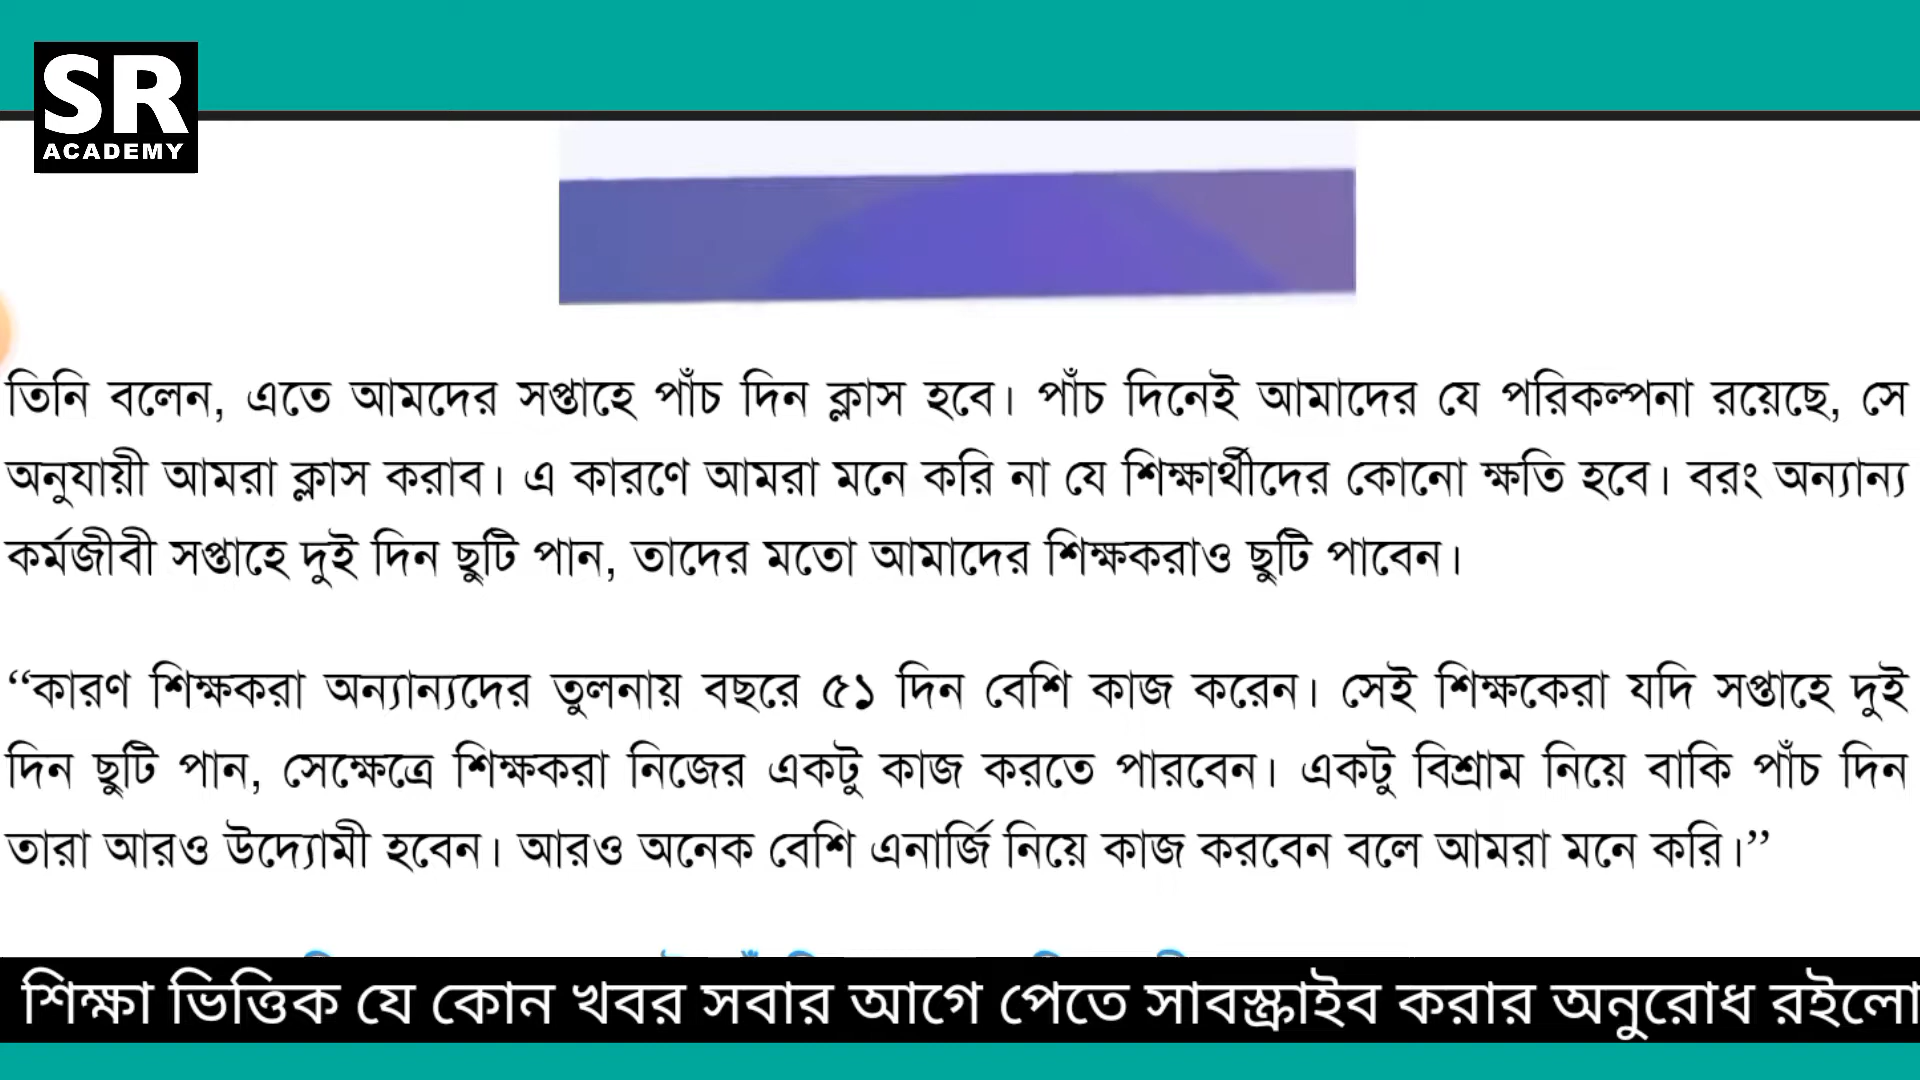 SR
ACADEMY
তিনি বলেন, এতে আমদের সপ্তাহে পাঁচ দিন ক্লাস হবে। পাঁচ দিনেই আমাদের যে পরিকল্পনা রয়েছে, সে
অনুযায়ী আমরা ক্লাস করাব। এ কারণে আমরা মনে করি না যে শিক্ষার্থীদের কোনো ক্ষতি হবে। বরং অন্যান্য
কর্মজীবী সপ্তাহে দুই দিন ছুটি পান, তাদের মতো আমাদের শিক্ষকরাও ছুটি পাবেন।
“কারণ শিক্ষকরা অন্যান্যদের তুলনায় বছরে ৫১ দিন বেশি কাজ করেন। সেই শিক্ষকেরা যদি সপ্তাহে দুই
দিন ছুটি পান, সেক্ষেত্রে শিক্ষকরা নিজের একটু কাজ করতে পারবেন। একটু বিশ্রাম নিয়ে বাকি পাঁচ দিন
তারা আরও উদ্যোমী হবেন। আরও অনেক বেশি এনার্জি নিয়ে কাজ করবেন বলে আমরা মনে করি।”
শিক্ষা ভিত্তিক যে কোন খবর সবার আগে পেতে সাবস্ক্রাইব করার অনুরোধ রইলো